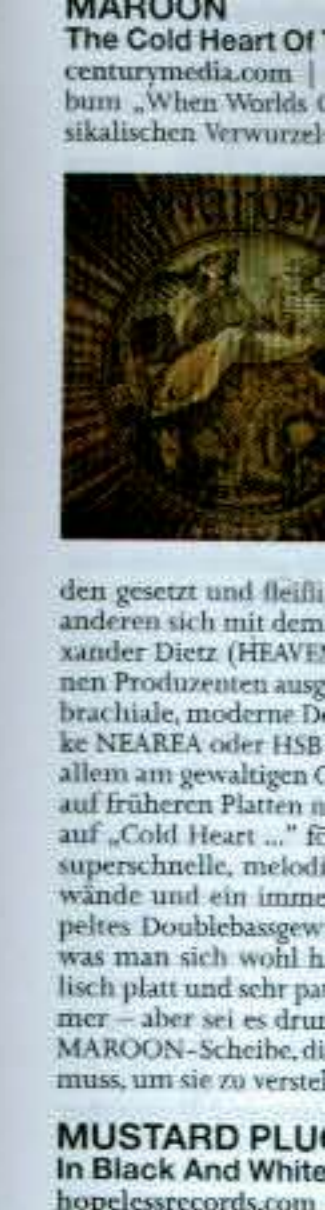 MAROON
The Cold Heart Of
centurymedia.com |
bum „When Worlds
sikalischen Verwurzel
den gesetzt und fleißi
anderen sich mit dem
xander Dietz (HEAVEN
nen Produzenten ausg
brachiale, moderne De
ke NEAREA oder HSB
allem am gewaltigen
auf früheren Platten
auf „Cold Heart ...“
superschnelle, melodi
wände und ein imme
peltes Doublebassgew
was man sich wohl h
lisch platt und sehr pa
mer – aber sei es drum
MAROON-Scheibe, di
muss, um sie zu verste
MUSTARD PLUG
In Black And White
hopelessrecords.com